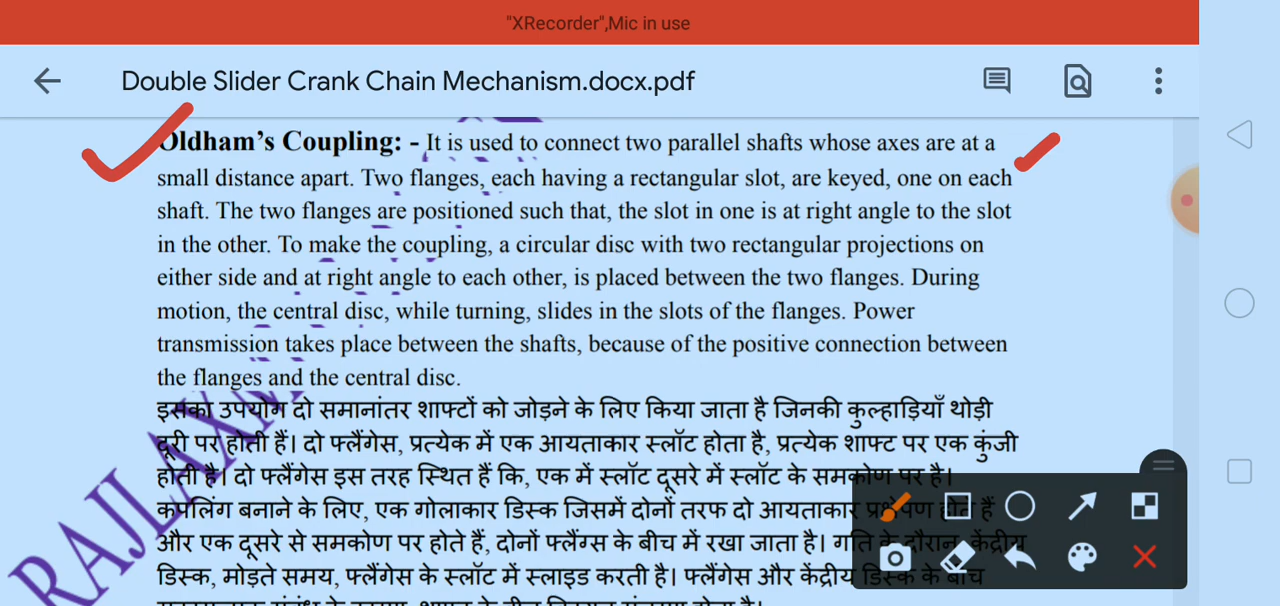 "XRecorder",Mic in use
Double Slider Crank Chain Mechanism.docx.pdf
Oldham's Coupling: - It is used to connect two parallel shafts whose axes are at a
small distance apart. Two flanges, each having a rectangular slot, are keyed, one on each
shaft. The two flanges are positioned such that, the slot in one is at right angle to the slot
in the other. To make the coupling, a circular disc with two rectangular projections on
either side and at right angle to each other, is placed between the two flanges. During
motion, the central disc, while turning, slides in the slots of the flanges. Power
transmission takes place between the shafts, because of the positive connection between
the flanges and the central disc.
इसका उपयोग दो समानांतर शाफ्टों को जोड़ने के लिए किया जाता है जिनकी कुल्हाड़ियाँ थोड़ी
दूरी पर होती हैं। दो फ्लैंगेस, प्रत्येक में एक आयताकार स्लॉट होता है, प्रत्येक शाफ्ट पर एक कुंजी
होती है। दो फ्लैंगेस इस तरह स्थित हैं कि, एक में स्लॉट दूसरे में स्लॉट के समकोण पर है।
कपलिंग बनाने के लिए, एक गोलाकार डिस्क जिसमें दोनों तरफ दो आयताकार प्रक्षेपण होते हैं
और एक दूसरे से समकोण पर होते हैं, दोनों फ्लैंग्स के बीच में रखा जाता है। गति के दौरान, केंद्रीय
डिस्क, मोड़ते समय, फ्लैंगेस के स्लॉट में स्लाइड करती है। फ्लैंगेस और केंद्रीय डिस्क के बीच
RAJLAXM